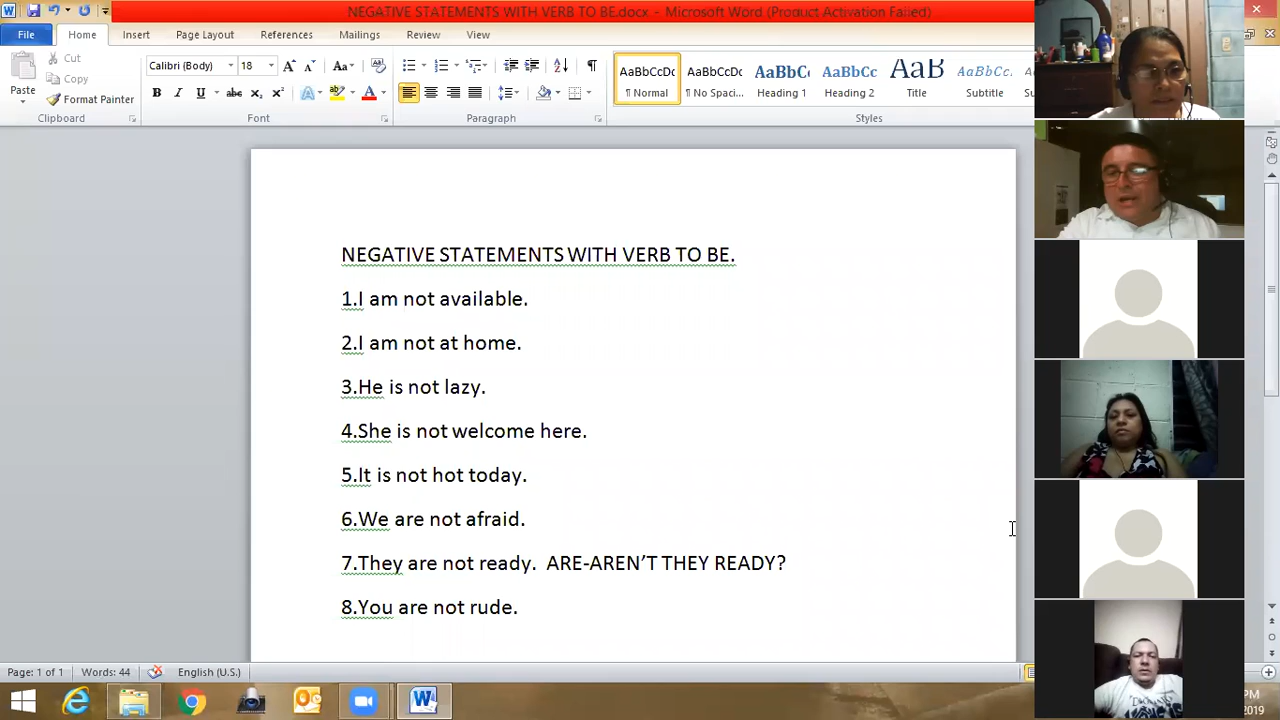 NEGATIVE STATEMENTS WITH VERB TO BE.docx - Microsoft Word (Product Activation Failed)
File Home Insert Page Layout References Mailings Review View
Cut
Copy
Paste
Format Painter
Clipboard
Calibri (Body) 18
Font
Paragraph
AaBbCcDc AaBbCcDc AaBbC AaBbCc AaB AaBbCcL
¶ Normal ¶ No Spaci... Heading 1 Heading 2 Title Subtitle
Styles
NEGATIVE STATEMENTS WITH VERB TO BE.
1.I am not available.
2.I am not at home.
3.He is not lazy.
4.She is not welcome here.
5.It is not hot today.
6.We are not afraid.
7.They are not ready. ARE-AREN'T THEY READY?
8.You are not rude.
Page: 1 of 1 Words: 44 English (U.S.)
PM
2019